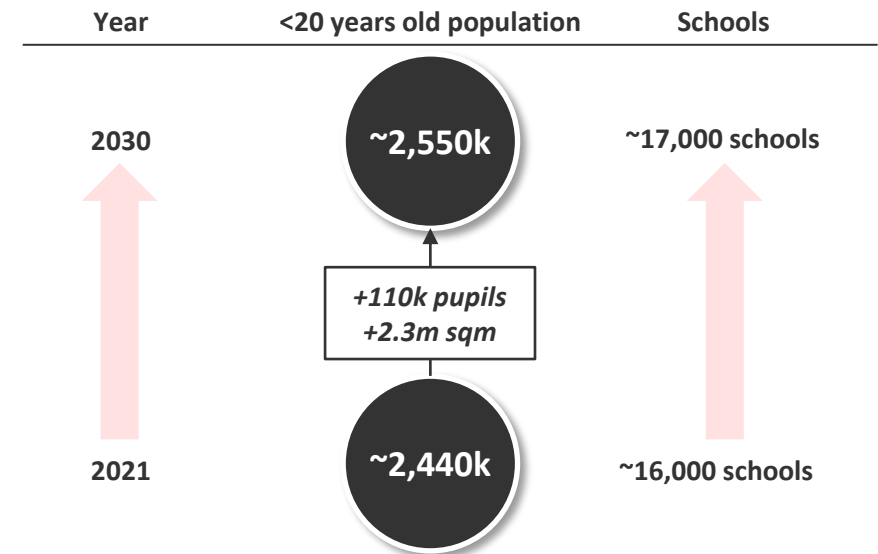 Year <20 years old population Schools
2030 ~2,550k ~17,000 schools
+110k pupils
+2.3m sqm
2021 ~2,440k ~16,000 schools